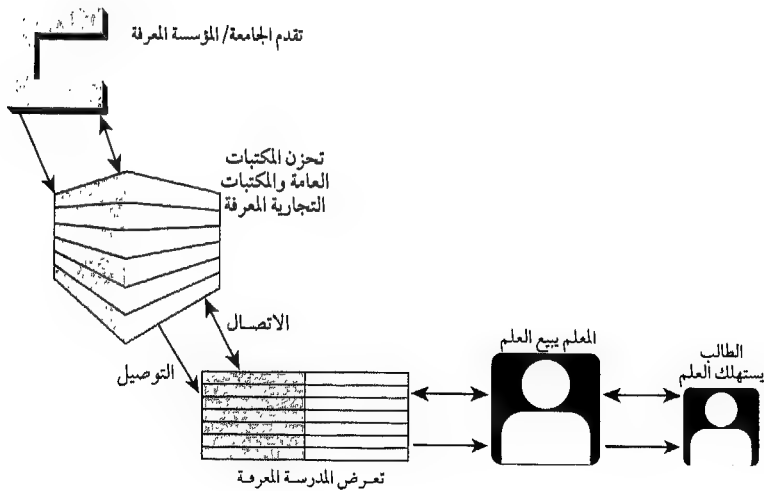 تقدم الجامعة/ المؤسسة المعرفة
تحزن المكتبات
العامة والمكتبات
التجارية المعرفة
الاتصال
التوصيل
المعلم يبيع العلم
الطالب
يستهلك العلم
تعرض المدرسة المعرفة